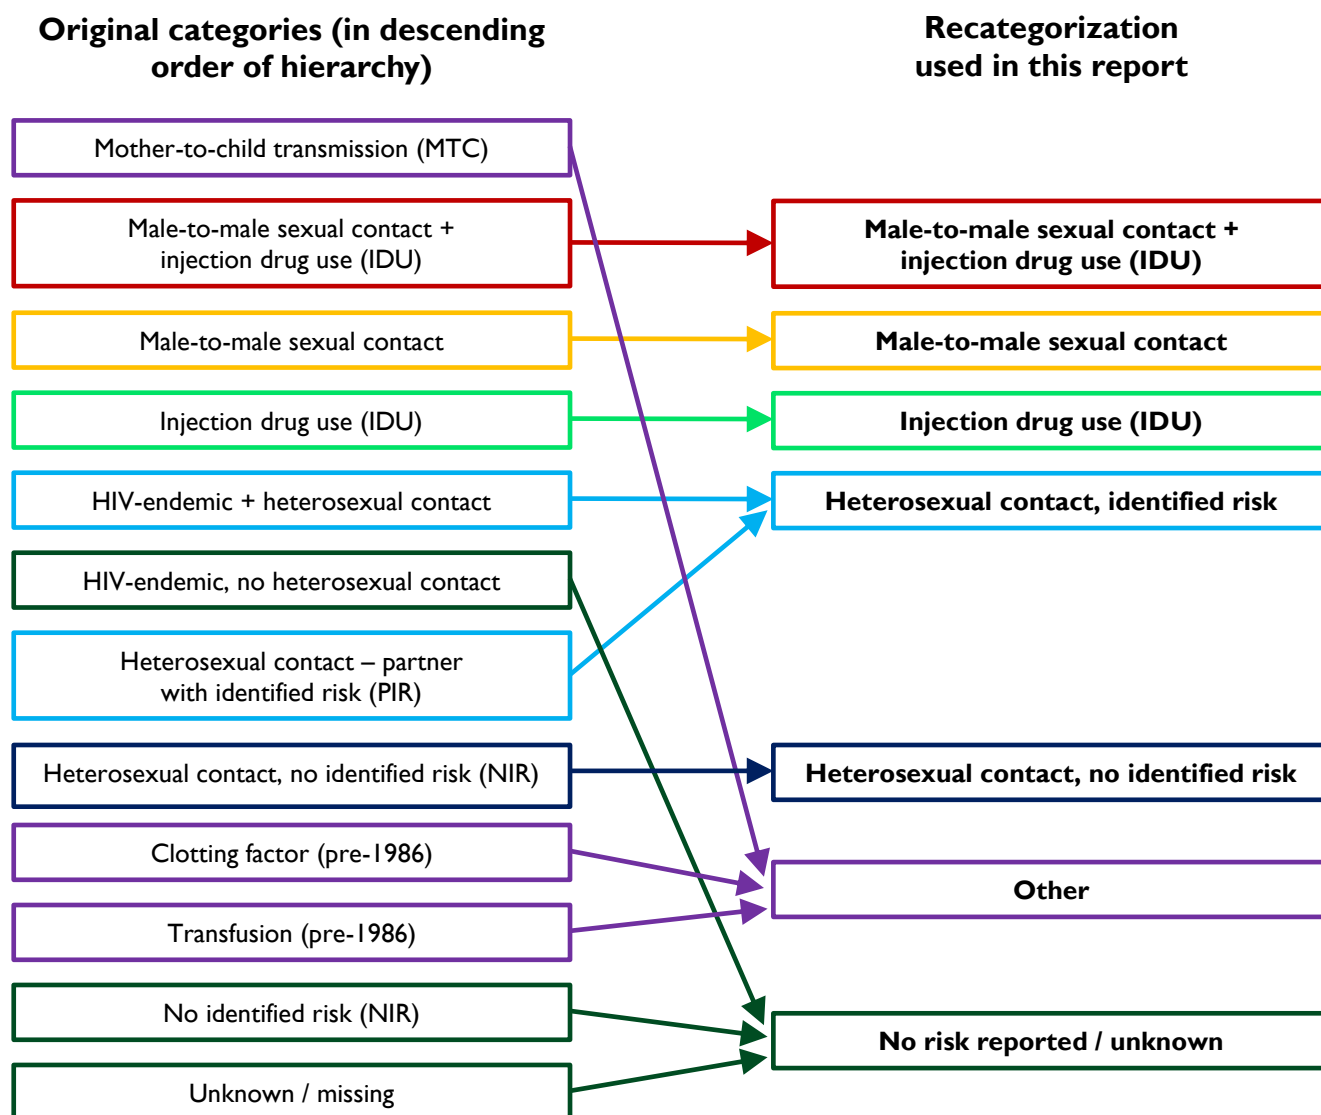 Original categories (in descending
order of hierarchy)
Recategorization
used in this report
Mother-to-child transmission (MTC)
Male-to-male sexual contact +
injection drug use (IDU)
Male-to-male sexual contact
Injection drug use (IDU)
HIV-endemic + heterosexual contact
HIV-endemic, no heterosexual contact
Heterosexual contact – partner
with identified risk (PIR)
Heterosexual contact, no identified risk (NIR)
Clotting factor (pre-1986)
Transfusion (pre-1986)
No identified risk (NIR)
Unknown / missing
Male-to-male sexual contact +
injection drug use (IDU)
Male-to-male sexual contact
Injection drug use (IDU)
Heterosexual contact, identified risk
Heterosexual contact, no identified risk
Other
No risk reported / unknown